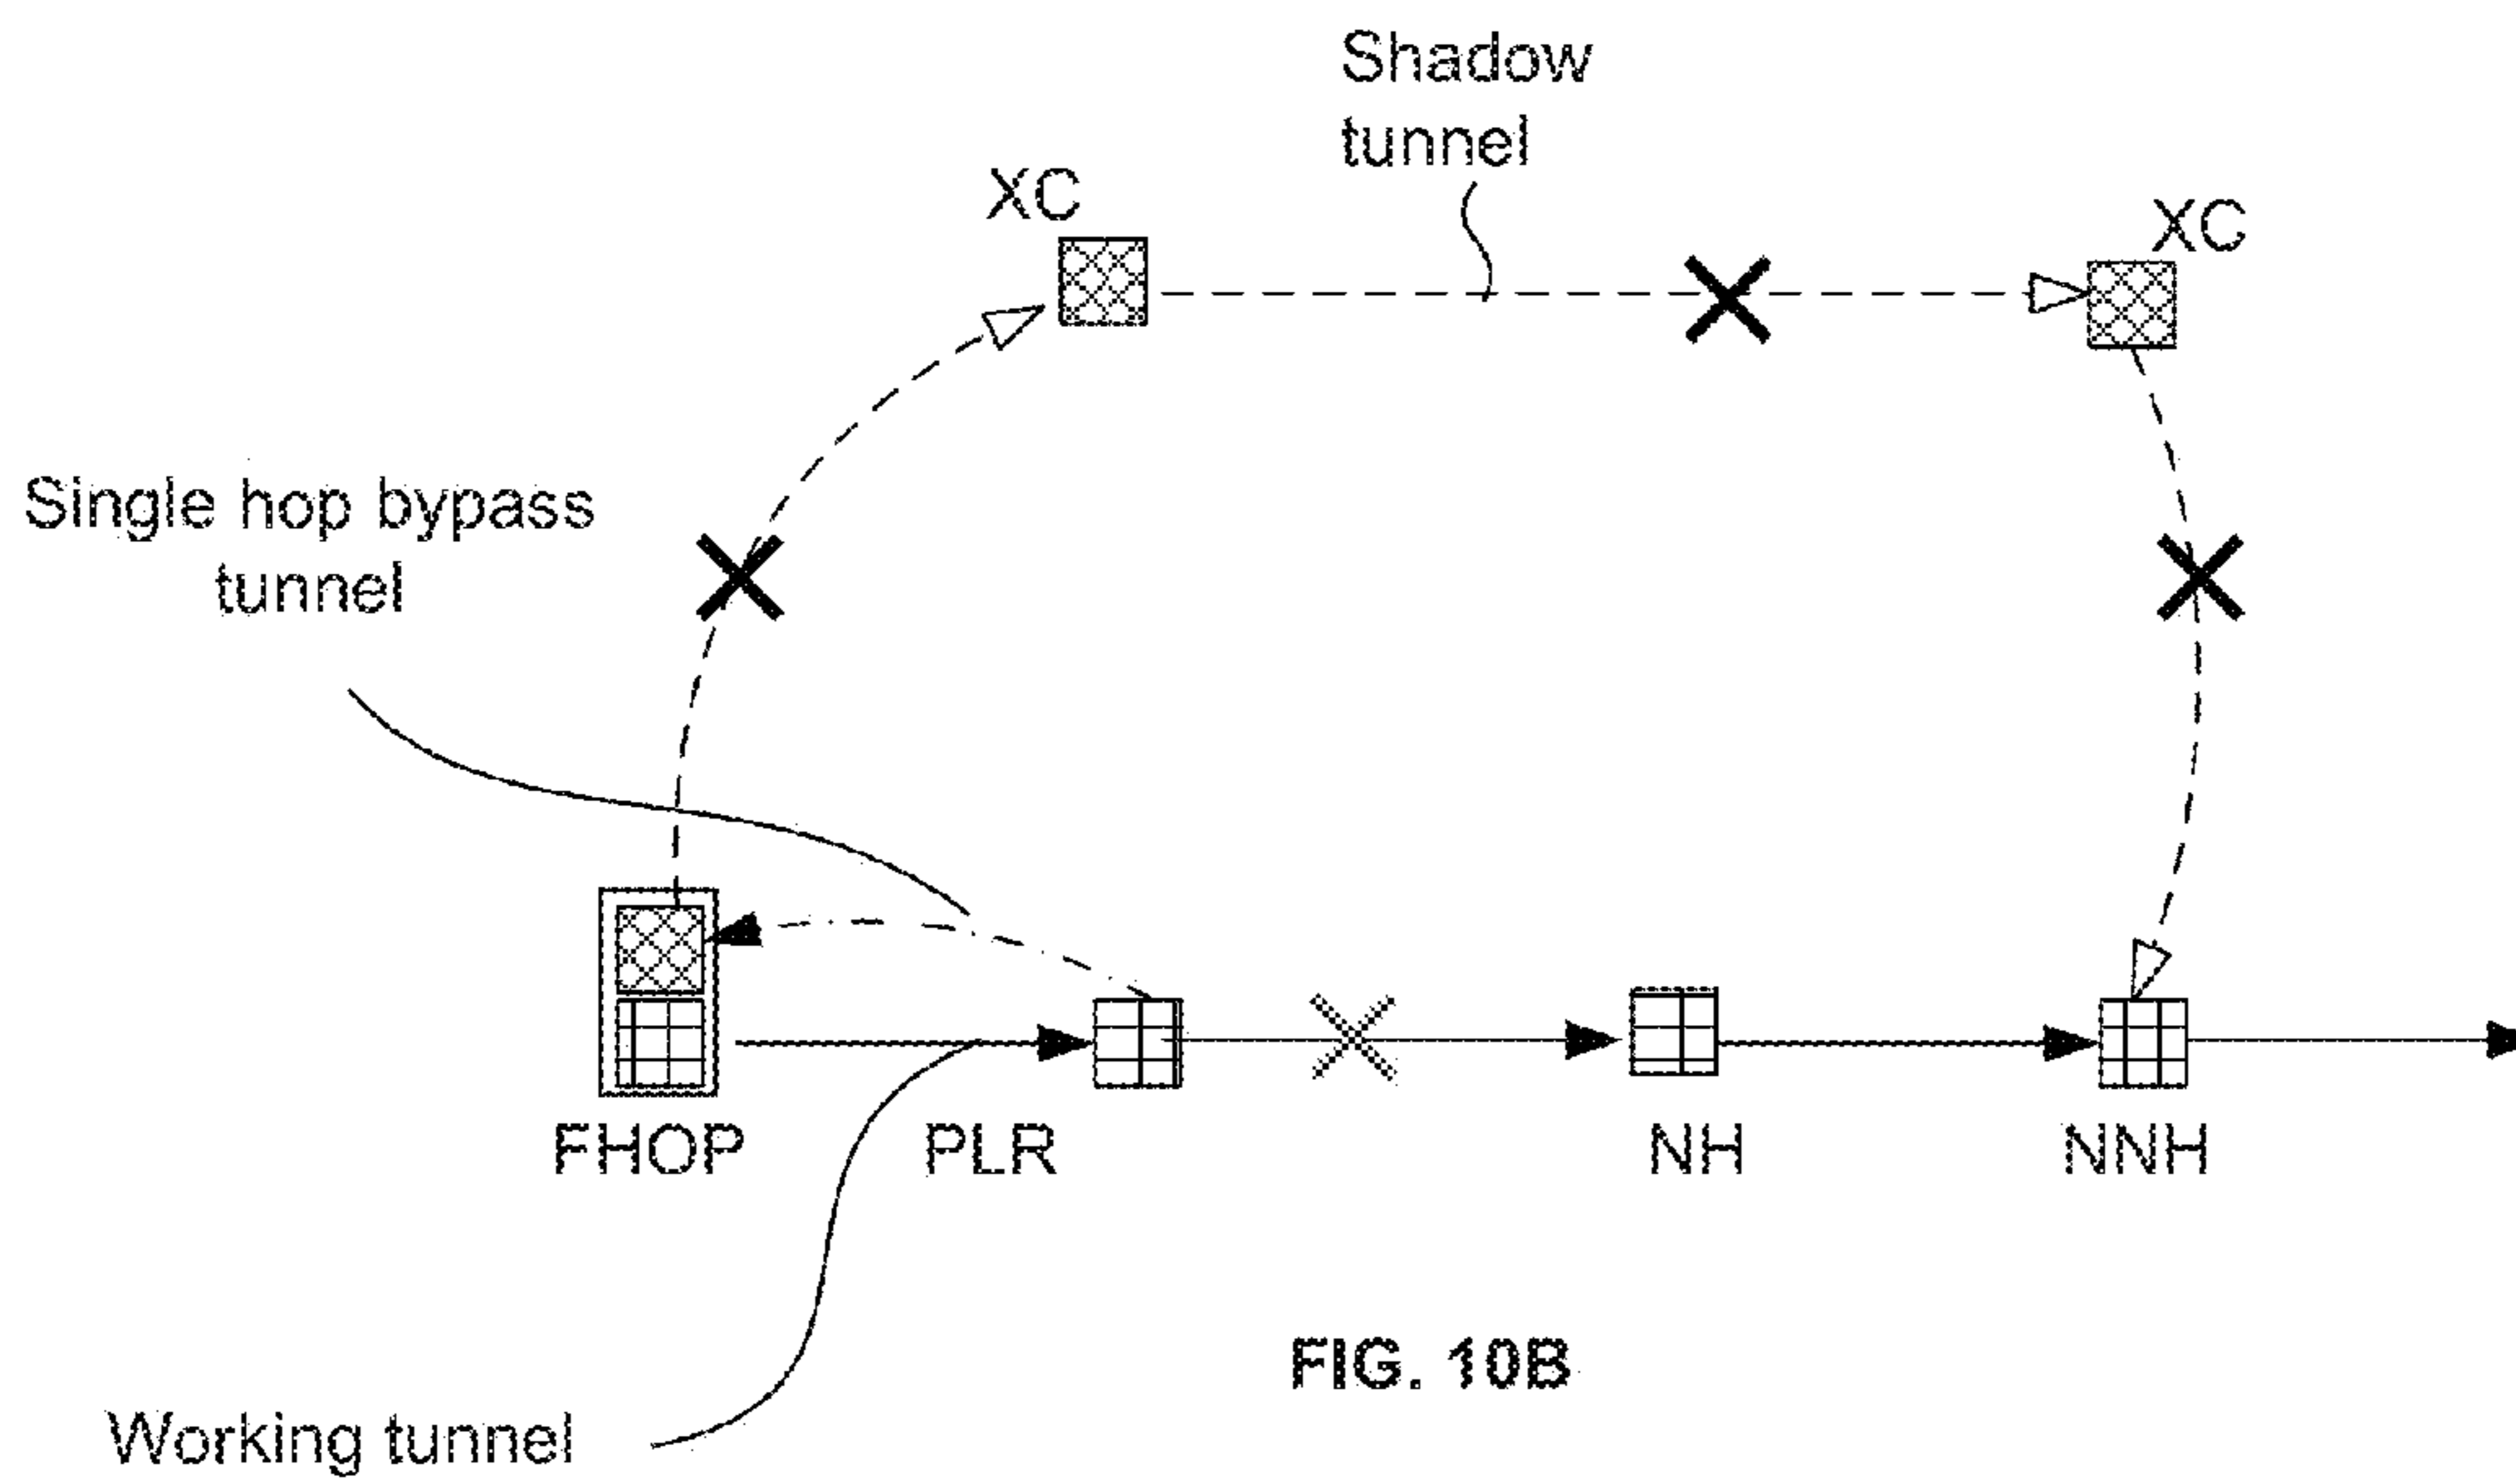 Shadow
tunnel
XC
XC
Single hop bypass
tunnel
FHOP
PLR
NH
NNH
FIG. 10B
Working tunnel